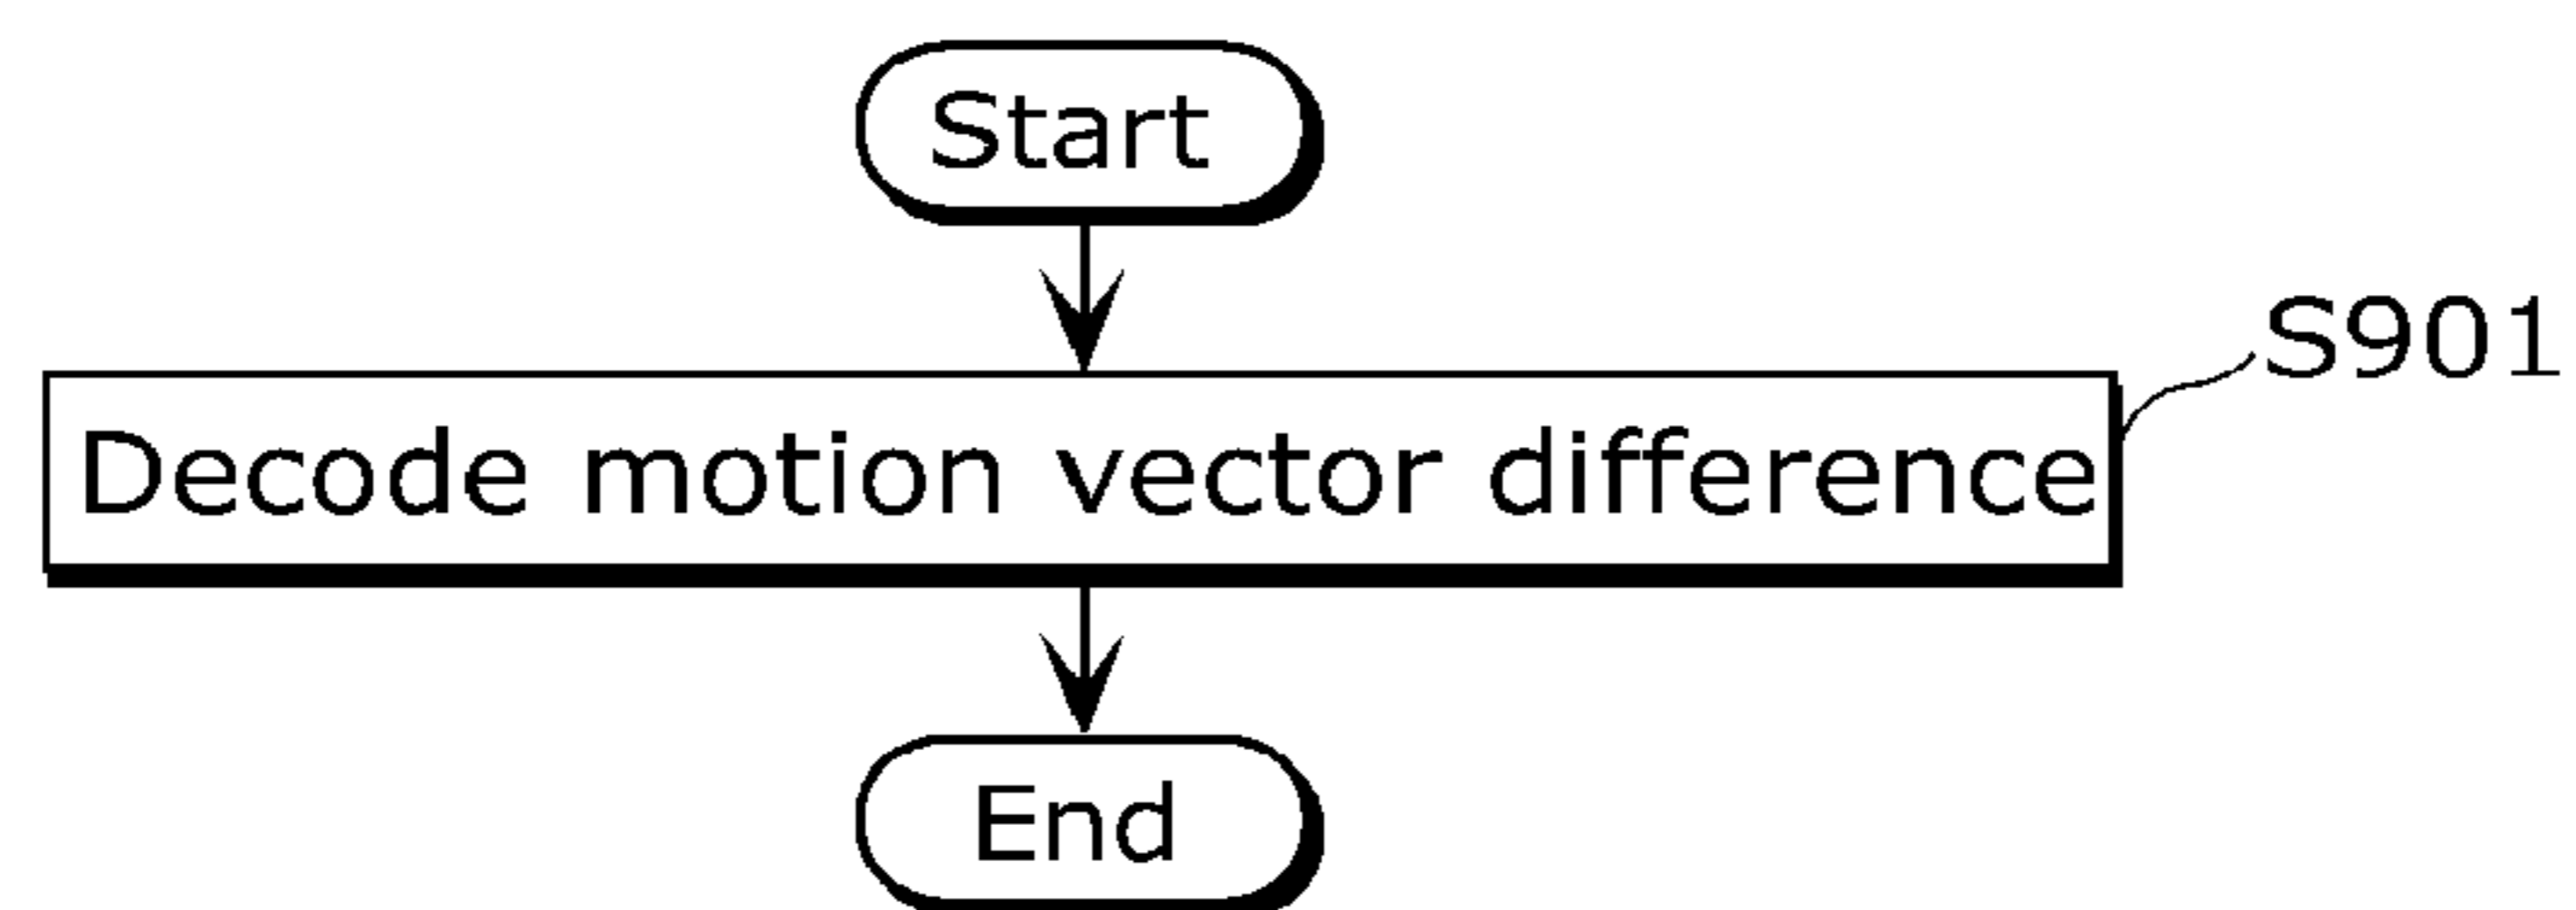 Start
S901
Decode motion vector difference
End